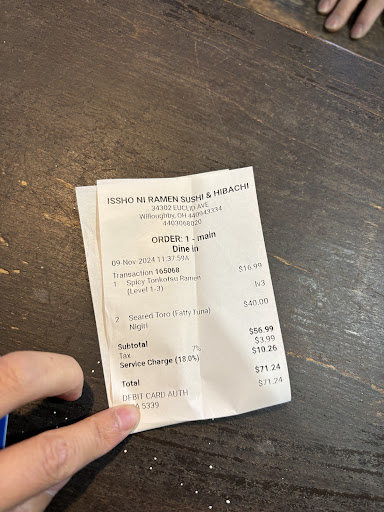 ISSHO NI RAMEN SUSHI & HIBACHI
34302 EUCLID AVE
Willoughby, OH 440943334
4403068020
ORDER: 1 - main
Dine in
09-Nov-2024 11:37:59A
Transaction 165068
1 Spicy Tonkotsu Ramen $16.99
(Level 1-3) lv3
2 Seared Toro (Fatty Tuna) $40.00
Nigiri
Subtotal $56.99
Tax 7% $3.99
Service Charge (18.0%) $10.26
Total $71.24
DEBIT CARD AUTH $71.24
5339